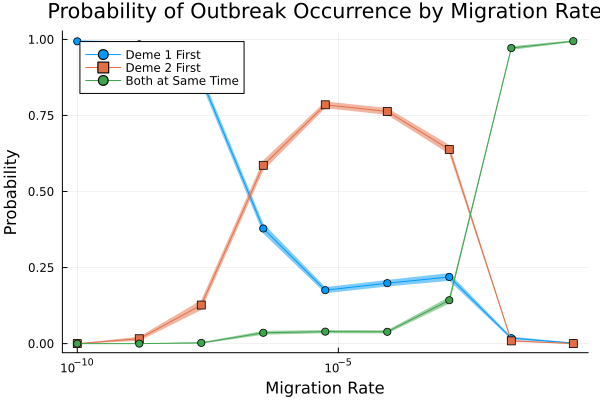 Probability of Outbreak Occurrence by Migration Rate
1.00
Deme 1 First
Deme 2 First
Both at Same Time
0.75
Probability
0.50
0.25
0.00
10⁻¹⁰
10⁻⁵
Migration Rate